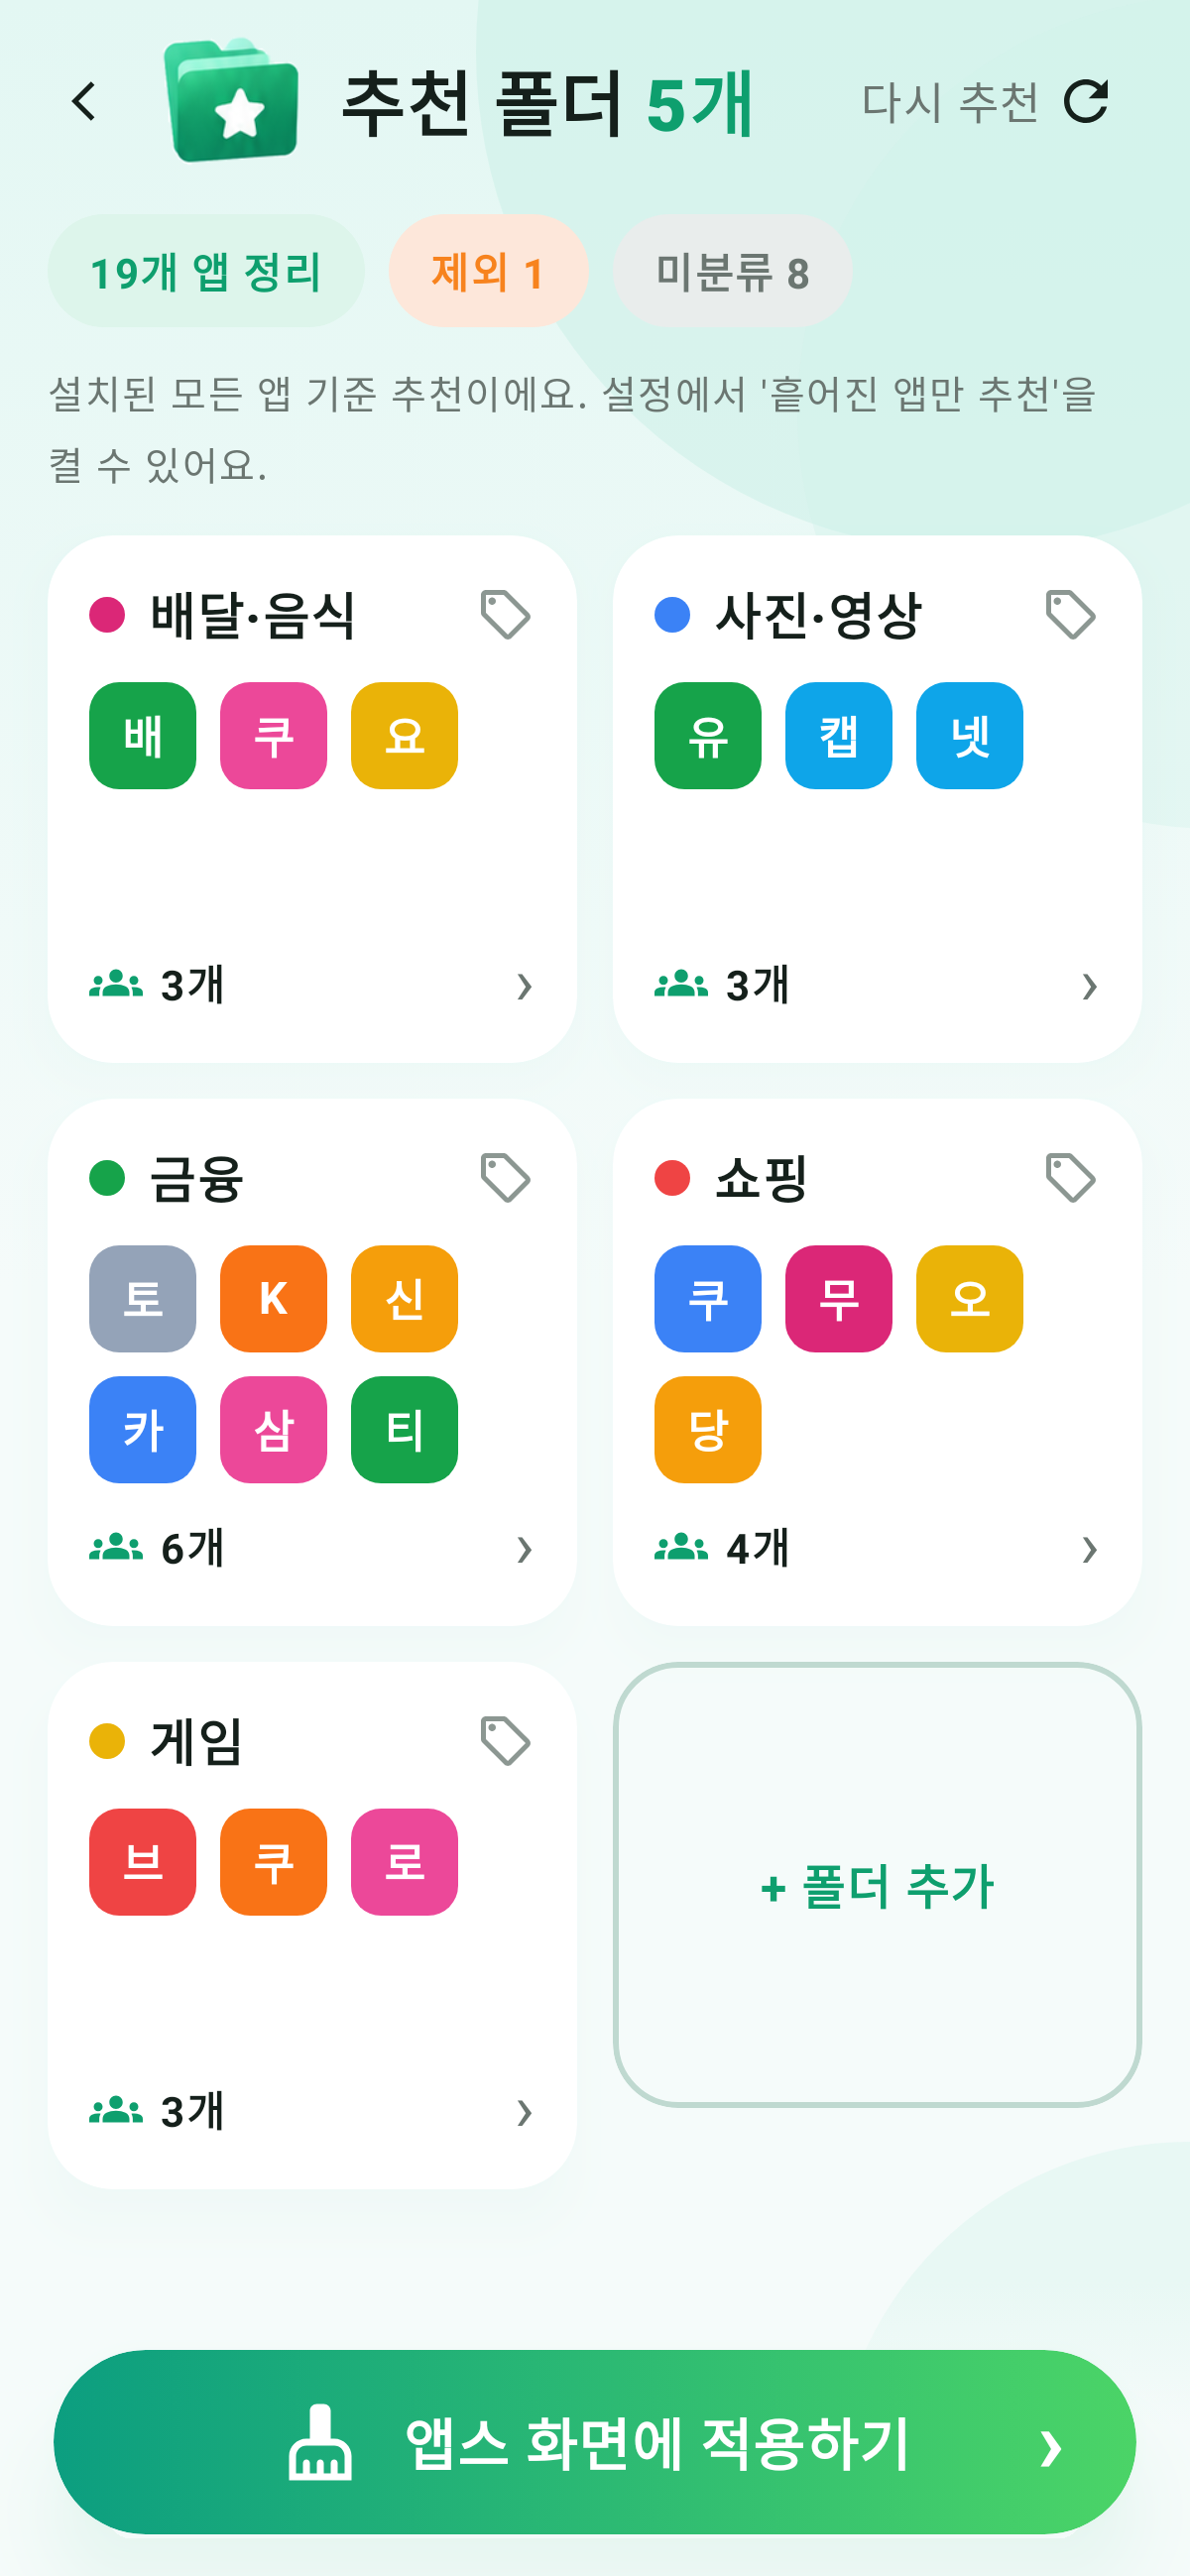 추천 폴더 5개
다시 추천
19개 앱 정리
제외 1
미분류 8
설치된 모든 앱 기준 추천이에요. 설정에서 '흩어진 앱만 추천'을
켤 수 있어요.
배달·음식
배 쿠 요
3개
사진·영상
유 캡 넷
3개
금융
토 K 신
카 삼 티
6개
쇼핑
쿠 무 오
당
4개
게임
브 쿠 로
3개
+ 폴더 추가
앱스 화면에 적용하기